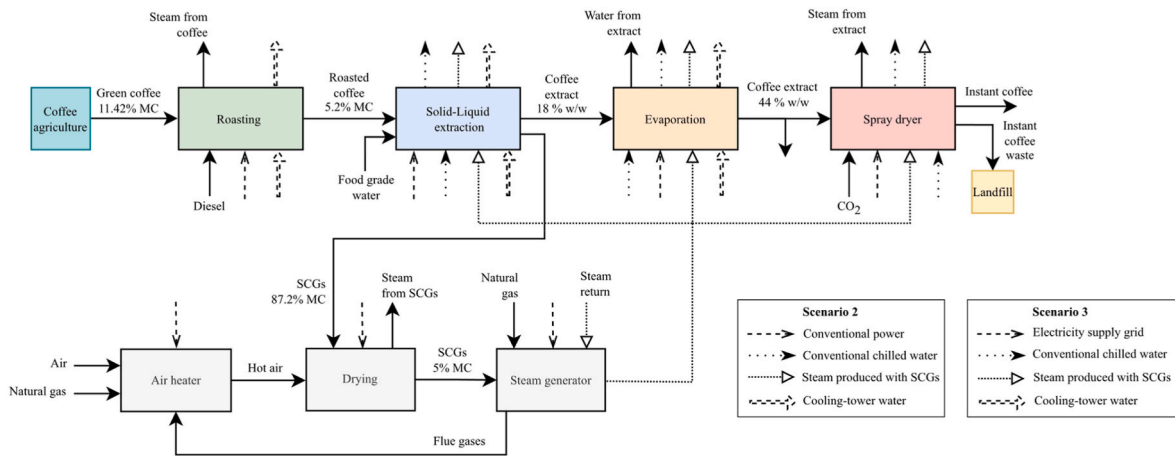 Steam from
coffee
Water from
extract
Steam from
extract
Green coffee
11.42% MC
Roasted
coffee
5.2% MC
Coffee
extract
18 % w/w
Coffee extract
44 % w/w
Instant coffee
Coffee
agriculture
Roasting
Solid-Liquid
extraction
Evaporation
Spray dryer
Instant
coffee
waste
Diesel
Food grade
water
CO2
Landfill
SCGs
87.2% MC
Steam
from SCGs
Natural
gas
Steam
return
Air
Natural gas
Air heater
Hot air
Drying
SCGs
5% MC
Steam generator
Flue gases
Scenario 2
Conventional power
Conventional chilled water
Steam produced with SCGs
Cooling-tower water
Scenario 3
Electricity supply grid
Conventional chilled water
Steam produced with SCGs
Cooling-tower water